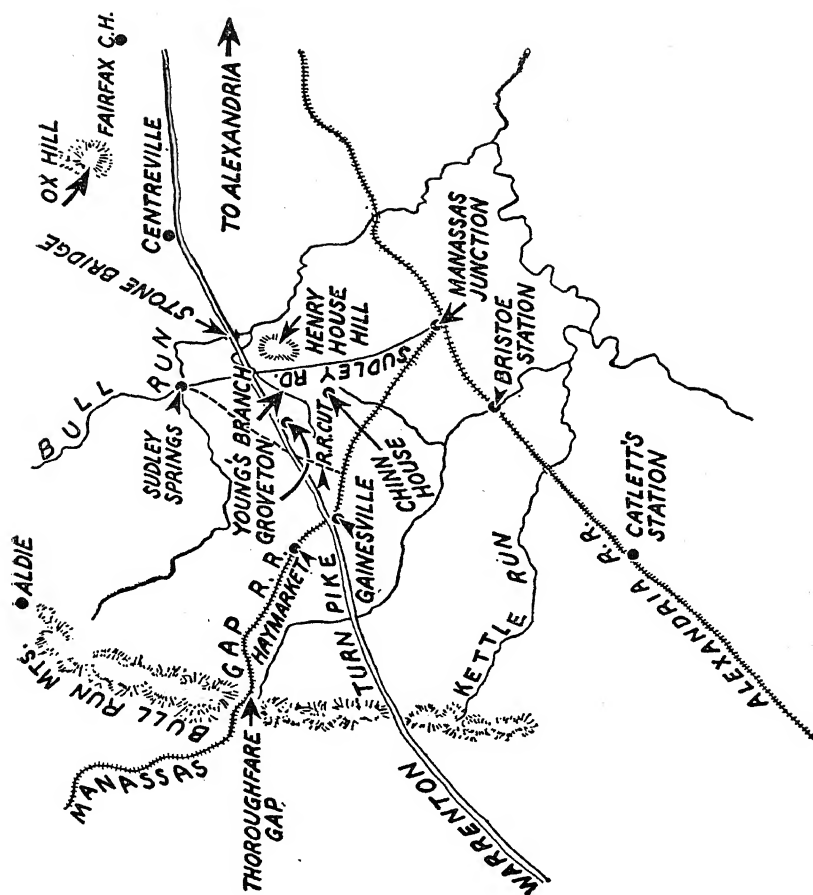 OX HILL
FAIRFAX C.H.
CENTREVILLE
TO ALEXANDRIA
STONE BRIDGE
BULL RUN
HENRY
HOUSE
HILL
MANASSAS
JUNCTION
SUDLEY RD.
BRISTOE
STATION
SUDLEY
SPRINGS
YOUNG'S BRANCH
GROVETON
R.R. CUT
CHINN
HOUSE
GAINESVILLE
CATLETT'S
STATION
ALDIE
HAYMARKET
MANASSAS GAP R.R.
BULL RUN MTS.
THOROUGHFARE
GAP
WARRENTON TURN PIKE
KETTLE RUN
ALEXANDRIA R.R.